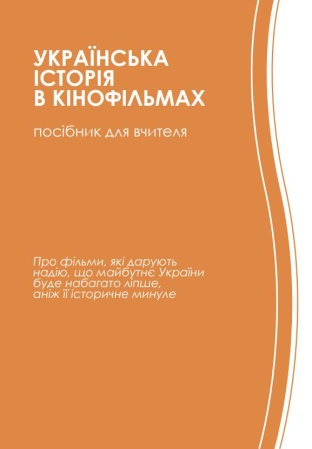 УКРАЇНСЬКА
ІСТОРІЯ
В КІНОФІЛЬМАХ
посібник для вчителя
Про фільми, які дарують
надію, що майбутнє України
буде набагато ліпше,
аніж її історичне минуле